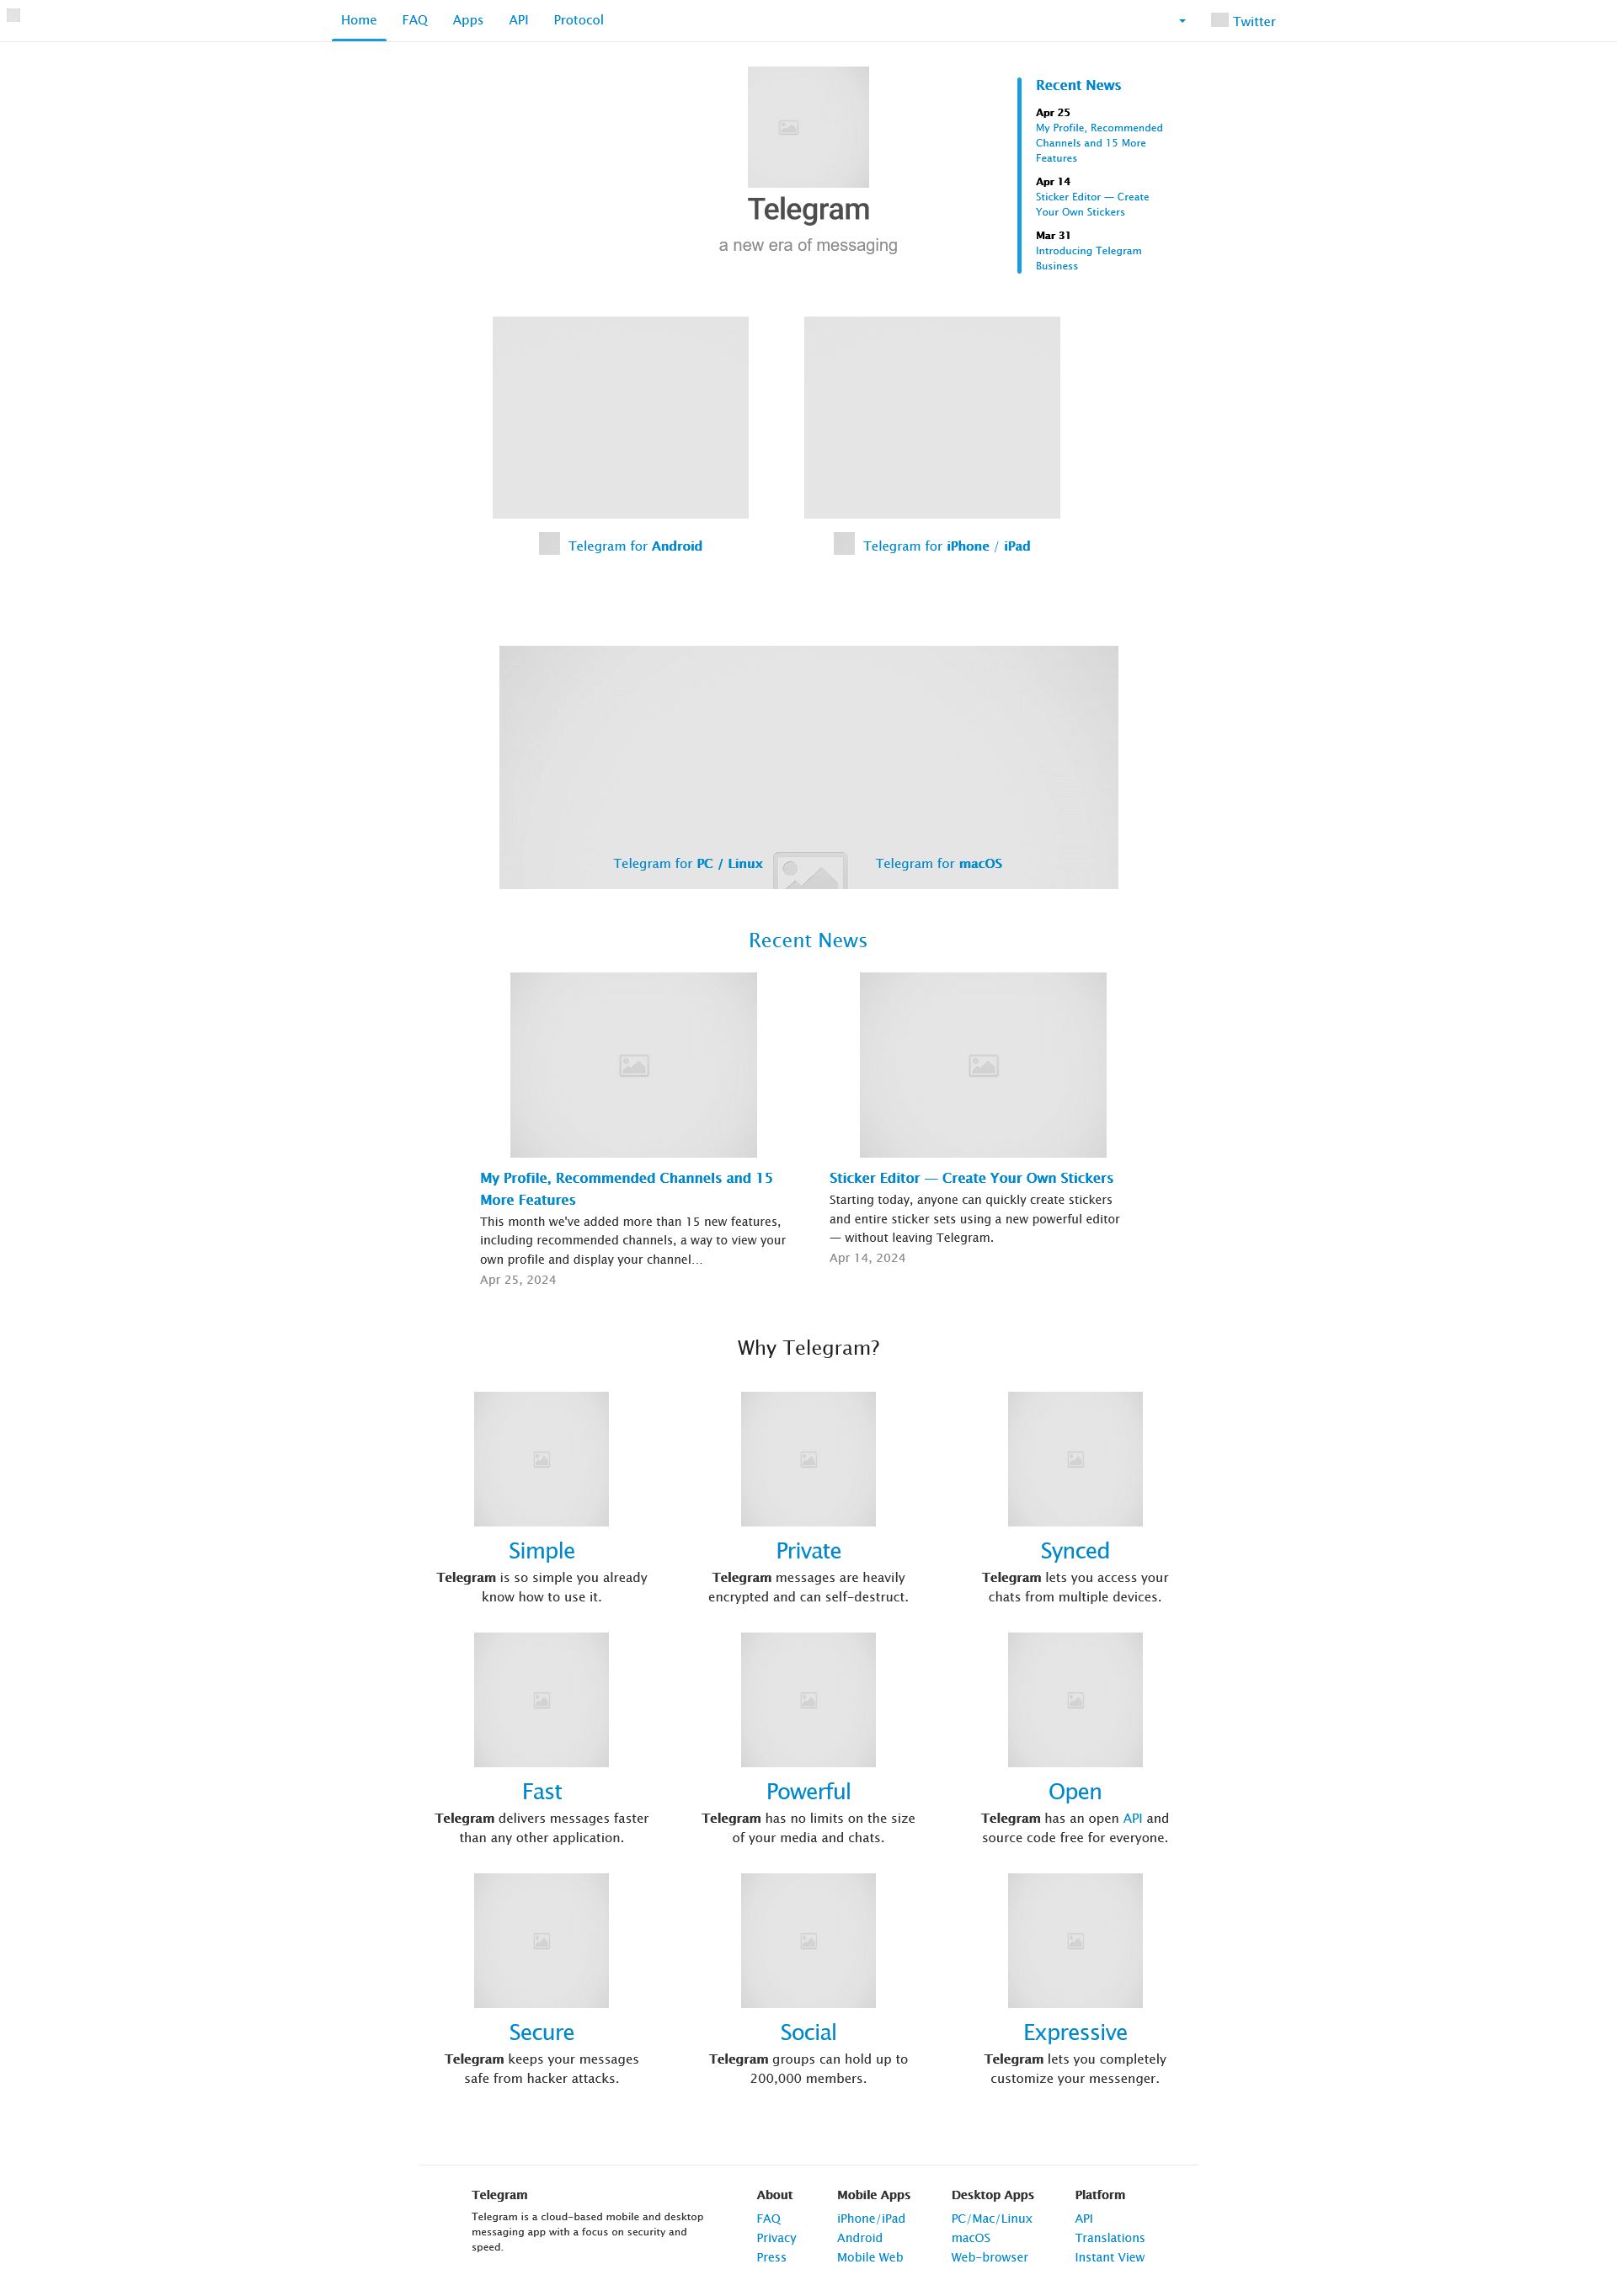 Home FAQ Apps API Protocol Twitter
Telegram
a new era of messaging
Recent News
Apr 25
My Profile, Recommended
Channels and 15 More
Features
Apr 14
Sticker Editor — Create
Your Own Stickers
Mar 31
Introducing Telegram
Business
Telegram for Android
Telegram for iPhone / iPad
Telegram for PC / Linux
Telegram for macOS
Recent News
My Profile, Recommended Channels and 15
More Features
This month we've added more than 15 new features,
including recommended channels, a way to view your
own profile and display your channel…
Apr 25, 2024
Sticker Editor — Create Your Own Stickers
Starting today, anyone can quickly create stickers
and entire sticker sets using a new powerful editor
— without leaving Telegram.
Apr 14, 2024
Why Telegram?
Simple
Telegram is so simple you already
know how to use it.
Private
Telegram messages are heavily
encrypted and can self-destruct.
Synced
Telegram lets you access your
chats from multiple devices.
Fast
Telegram delivers messages faster
than any other application.
Powerful
Telegram has no limits on the size
of your media and chats.
Open
Telegram has an open API and
source code free for everyone.
Secure
Telegram keeps your messages
safe from hacker attacks.
Social
Telegram groups can hold up to
200,000 members.
Expressive
Telegram lets you completely
customize your messenger.
Telegram
Telegram is a cloud-based mobile and desktop
messaging app with a focus on security and
speed.
About
FAQ
Privacy
Press
Mobile Apps
iPhone/iPad
Android
Mobile Web
Desktop Apps
PC/Mac/Linux
macOS
Web-browser
Platform
API
Translations
Instant View